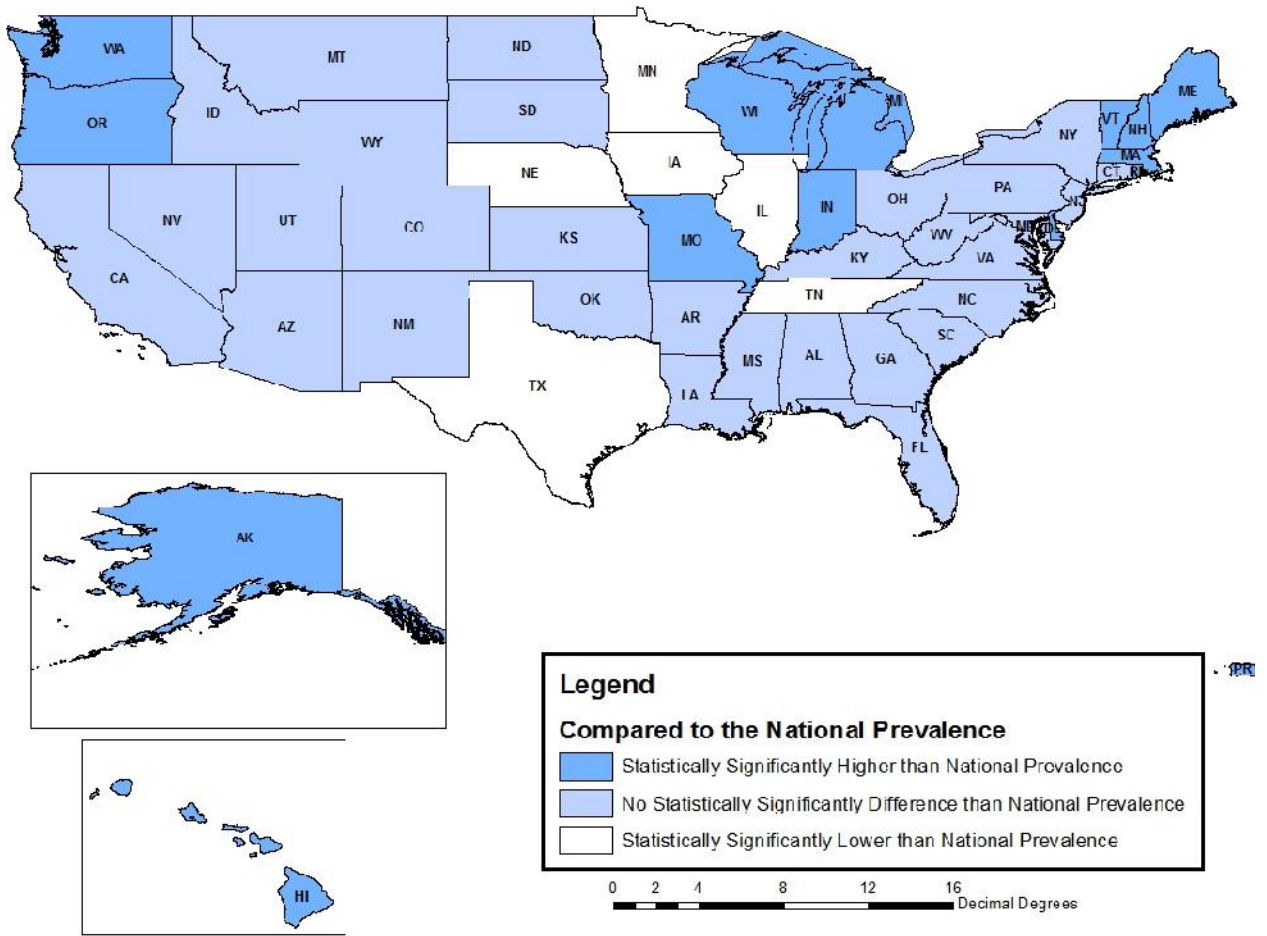 WA
MT
ND
MN
ME
OR
ID
SD
WI
MI
VT
NH
WY
NY
MA
NE
IA
CT
RI
PA
NV
UT
CO
IL
IN
OH
NJ
KS
MO
WV
MD
DE
CA
KY
VA
OK
TN
NC
AZ
NM
AR
SC
MS
AL
GA
TX
LA
FL
AK
PR
Legend
Compared to the National Prevalence
Statistically Significantly Higher than National Prevalence
No Statistically Significantly Difference than National Prevalence
Statistically Significantly Lower than National Prevalence
HI
0 2 4 8 12 16
Decimal Degrees